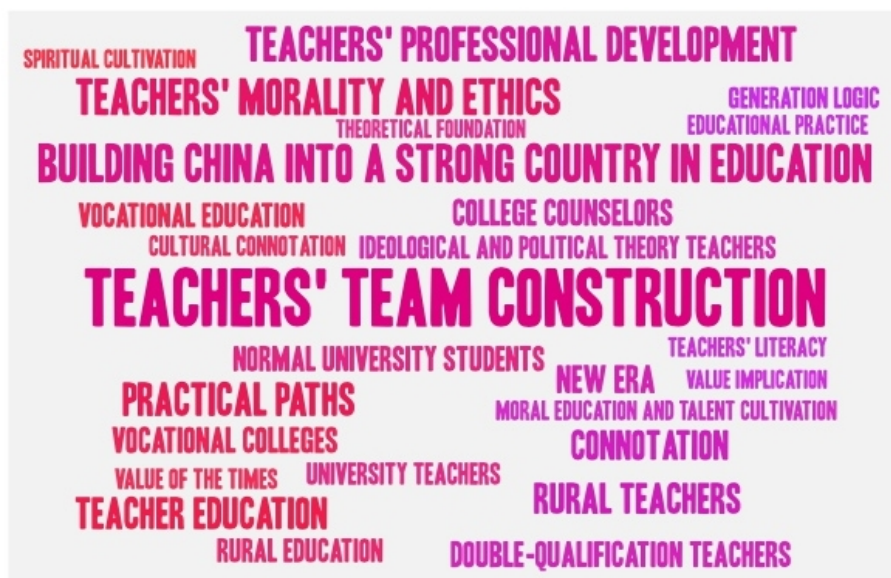 TEACHERS' PROFESSIONAL DEVELOPMENT
SPIRITUAL CULTIVATION
TEACHERS' MORALITY AND ETHICS
GENERATION LOGIC
THEORETICAL FOUNDATION
EDUCATIONAL PRACTICE
BUILDING CHINA INTO A STRONG COUNTRY IN EDUCATION
VOCATIONAL EDUCATION
COLLEGE COUNSELORS
CULTURAL CONNOTATION
IDEOLOGICAL AND POLITICAL THEORY TEACHERS
TEACHERS' TEAM CONSTRUCTION
TEACHERS' LITERACY
NORMAL UNIVERSITY STUDENTS
NEW ERA
VALUE IMPLICATION
PRACTICAL PATHS
MORAL EDUCATION AND TALENT CULTIVATION
VOCATIONAL COLLEGES
CONNOTATION
VALUE OF THE TIMES
UNIVERSITY TEACHERS
RURAL TEACHERS
TEACHER EDUCATION
RURAL EDUCATION
DOUBLE-QUALIFICATION TEACHERS